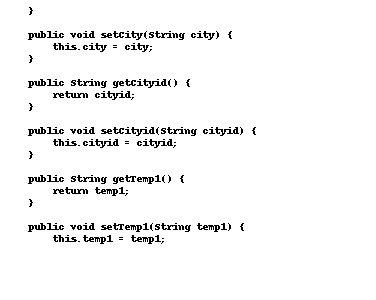 }
public void setCity(String city) {
this.city = city;
}
public String getCityid() {
return cityid;
}
public void setCityid(String cityid) {
this.cityid = cityid;
}
public String getTemp1() {
return temp1;
}
public void setTemp1(String temp1) {
this.temp1 = temp1;